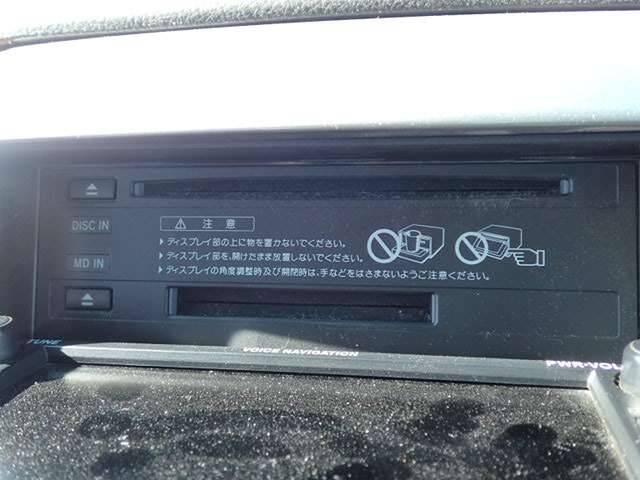 DISC IN
MD IN
⚠ 注意
▶ディスプレイ部の上に物を置かないでください。
▶ディスプレイ部を、開けたまま放置しないでください。
▶ディスプレイの角度調整時及び開閉時は、手などをはさまないようご注意ください。
TUNE
VOICE NAVIGATION
PWR·VOL